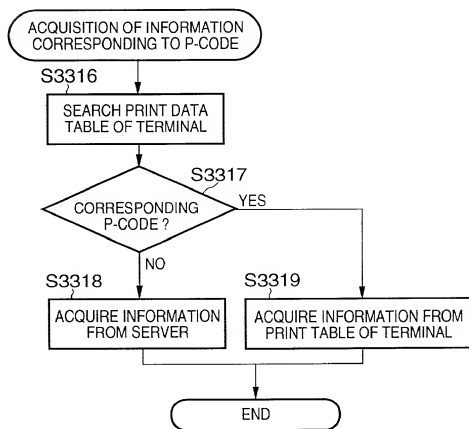 ACQUISITION OF INFORMATION
CORRESPONDING TO P-CODE
S3316
SEARCH PRINT DATA
TABLE OF TERMINAL
S3317
CORRESPONDING
P-CODE ?
YES
NO
S3318
ACQUIRE INFORMATION
FROM SERVER
S3319
ACQUIRE INFORMATION FROM
PRINT TABLE OF TERMINAL
END